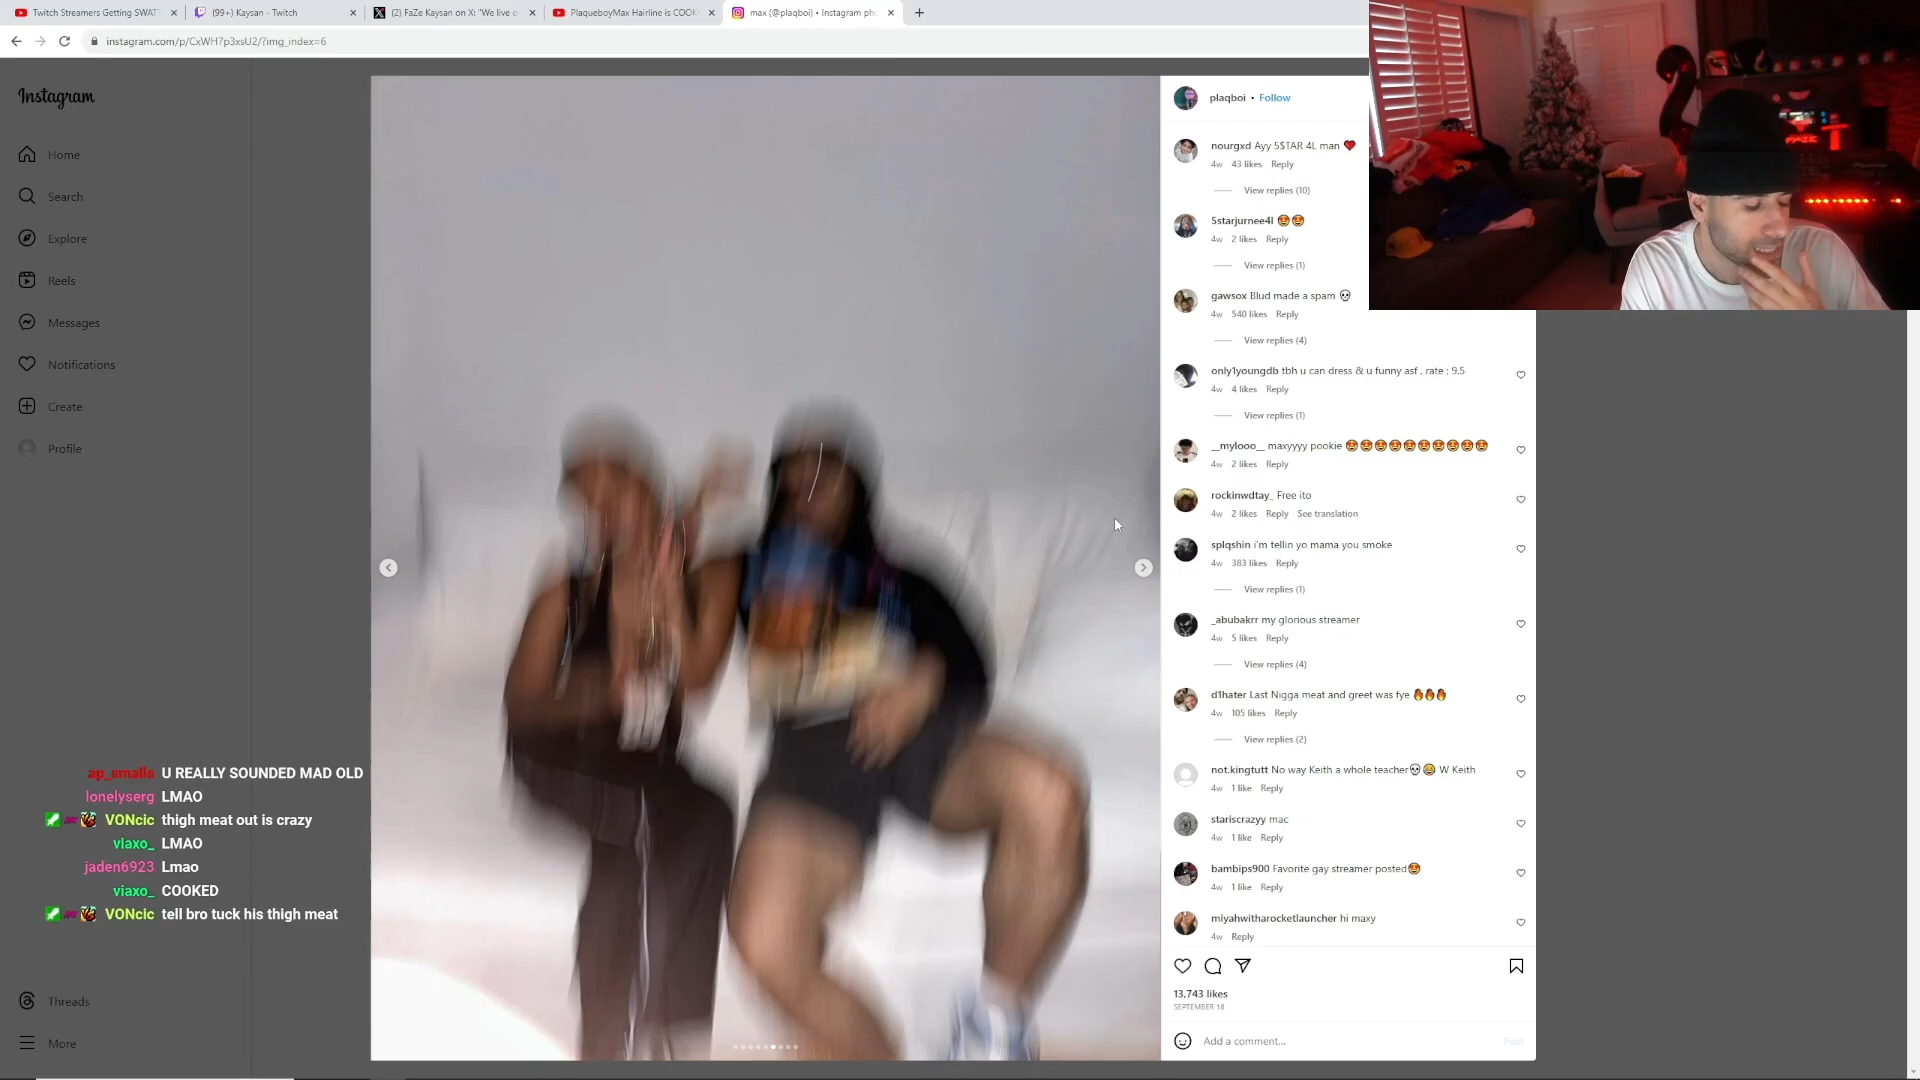 Twitch Streamers Getting SWAT
(99+) Kaysan - Twitch
(2) FaZe Kaysan on X: "We live o
PlaqueboyMax Hairline is COOK
max (@plaqboi) • Instagram pho
instagram.com/p/CxWH7p3xsU2/?img_index=6
Instagram
Home
Search
Explore
Reels
Messages
Notifications
Create
Profile
Threads
More
ap_smalls U REALLY SOUNDED MAD OLD
lonelyserg LMAO
VONcic thigh meat out is crazy
viaxo_ LMAO
jaden6923 Lmao
viaxo_ COOKED
VONcic tell bro tuck his thigh meat
plaqboi • Follow
nourgxd Ayy 5$TAR 4L man ❤️
4w 43 likes Reply
View replies (10)
5starjurnee4l 😍😍
4w 2 likes Reply
View replies (1)
gawsox Blud made a spam 💀
4w 540 likes Reply
View replies (4)
only1youngdb tbh u can dress & u funny asf , rate ; 9.5
4w 4 likes Reply
View replies (1)
__mylooo__ maxyyyy pookie 😍😍😍😍😍😍😍😍😍😍
4w 2 likes Reply
rockinwdtay_ Free ito
4w 2 likes Reply See translation
splqshin i'm tellin yo mama you smoke
4w 383 likes Reply
View replies (1)
_abubakrr my glorious streamer
4w 5 likes Reply
View replies (4)
d1hater Last Nigga meat and greet was fye 🔥🔥🔥
4w 105 likes Reply
View replies (2)
not.kingtutt No way Keith a whole teacher💀😂 W Keith
4w 1 like Reply
stariscrazyy mac
4w 1 like Reply
bambips900 Favorite gay streamer posted😍
4w 1 like Reply
miyahwitharocketlauncher hi maxy
4w Reply
13,743 likes
SEPTEMBER 18
Add a comment...
Post